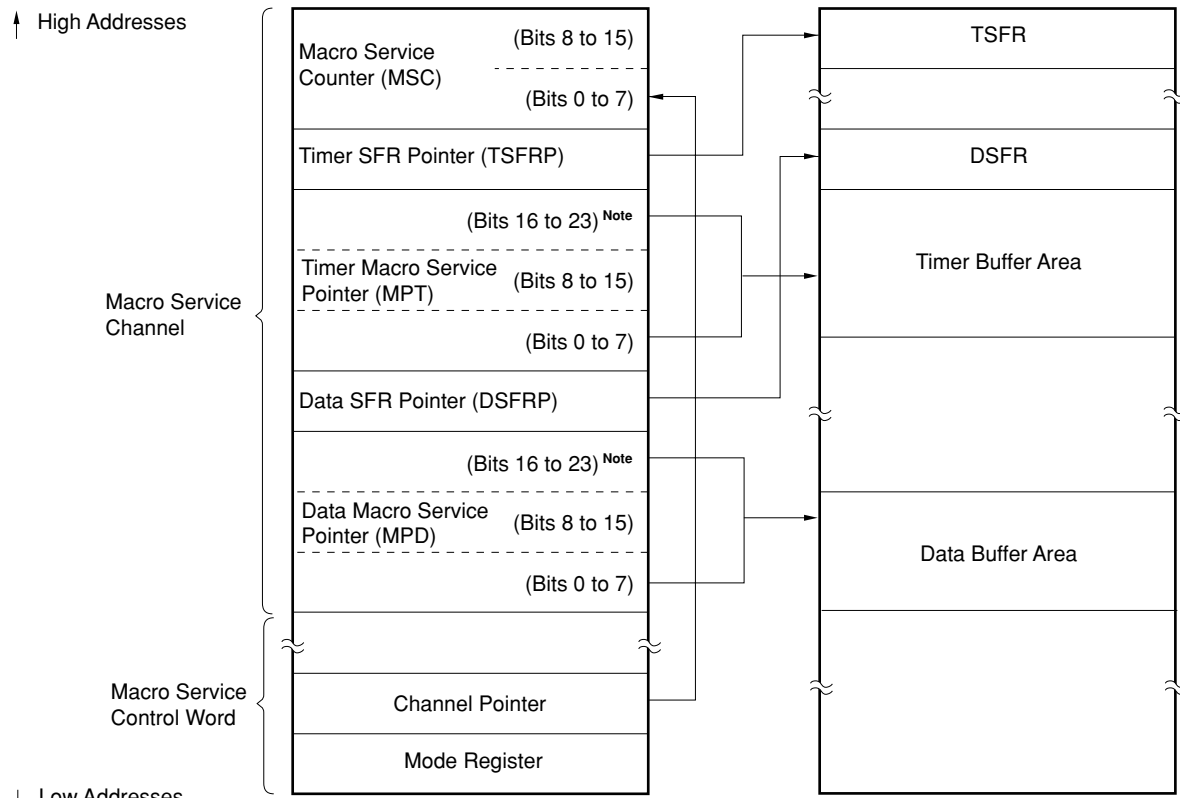 High Addresses
Macro Service
Counter (MSC)
(Bits 8 to 15)
(Bits 0 to 7)
Timer SFR Pointer (TSFRP)
(Bits 16 to 23) Note
Timer Macro Service
Pointer (MPT)
(Bits 8 to 15)
(Bits 0 to 7)
Data SFR Pointer (DSFRP)
(Bits 16 to 23) Note
Data Macro Service
Pointer (MPD)
(Bits 8 to 15)
(Bits 0 to 7)
Channel Pointer
Mode Register
Macro Service
Channel
Macro Service
Control Word
TSFR
DSFR
Timer Buffer Area
Data Buffer Area
Low Addresses